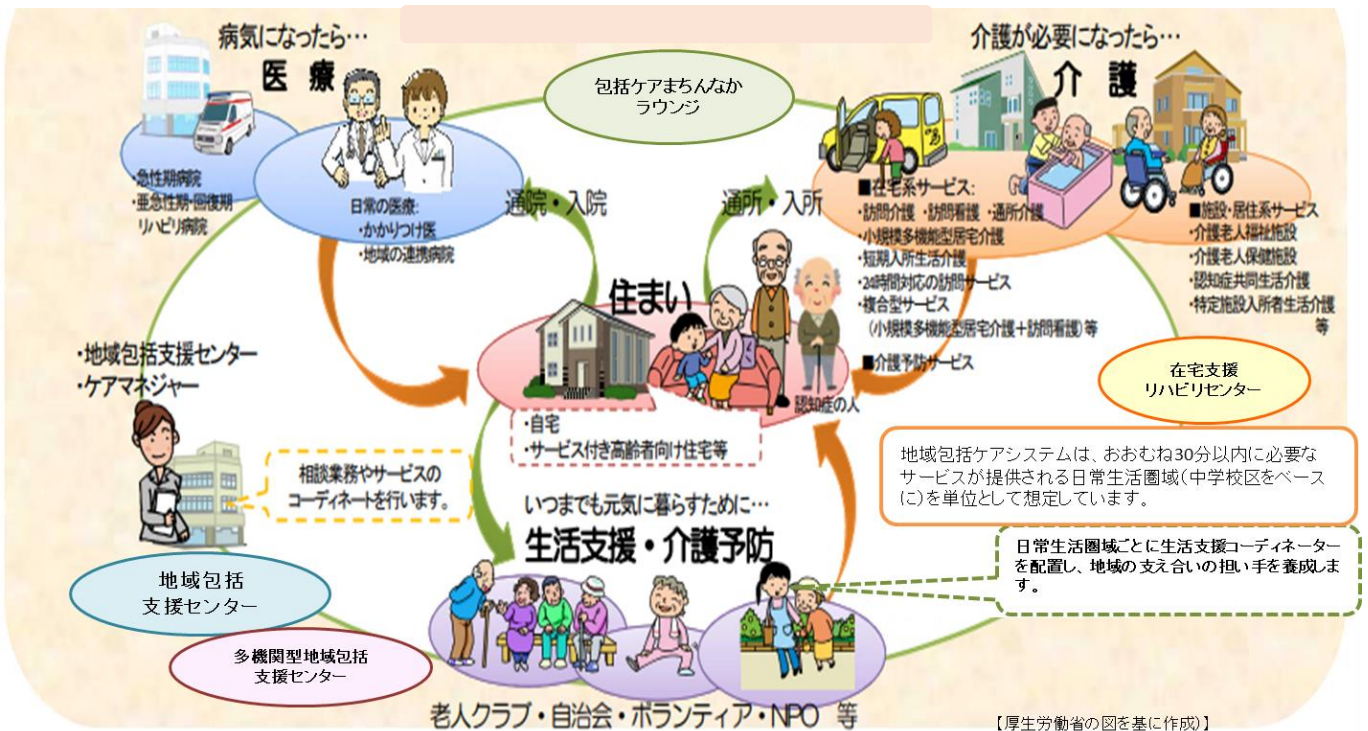 病気になったら…
医療
・急性期病院
・亜急性期・回復期
リハビリ病院
日常の医療:
・かかりつけ医
・地域の連携病院
包括ケアまちんなか
ラウンジ
介護が必要になったら…
介護
■在宅系サービス:
・訪問介護 ・訪問看護 ・通所介護
・小規模多機能型居宅介護
・短期入所生活介護
・24時間対応の訪問サービス
・複合型サービス
(小規模多機能型居宅介護+訪問看護)等
■介護予防サービス
■施設・居住系サービス
・介護老人福祉施設
・介護老人保健施設
・認知症共同生活介護
・特定施設入所者生活介護
等
通院・入院
通所・入所
住まい
認知症の人
・自宅
・サービス付き高齢者向け住宅等
・地域包括支援センター
・ケアマネジャー
相談業務やサービスの
コーディネートを行います。
在宅支援
リハビリセンター
地域包括ケアシステムは、おおむね30分以内に必要な
サービスが提供される日常生活圏域(中学校区をベース
に)を単位として想定しています。
日常生活圏域ごとに生活支援コーディネーター
を配置し、地域の支え合いの担い手を養成しま
す。
いつまでも元気に暮らすために…
生活支援・介護予防
地域包括
支援センター
多機関型地域包括
支援センター
老人クラブ・自治会・ボランティア・NPO 等
【厚生労働省の図を基に作成)】